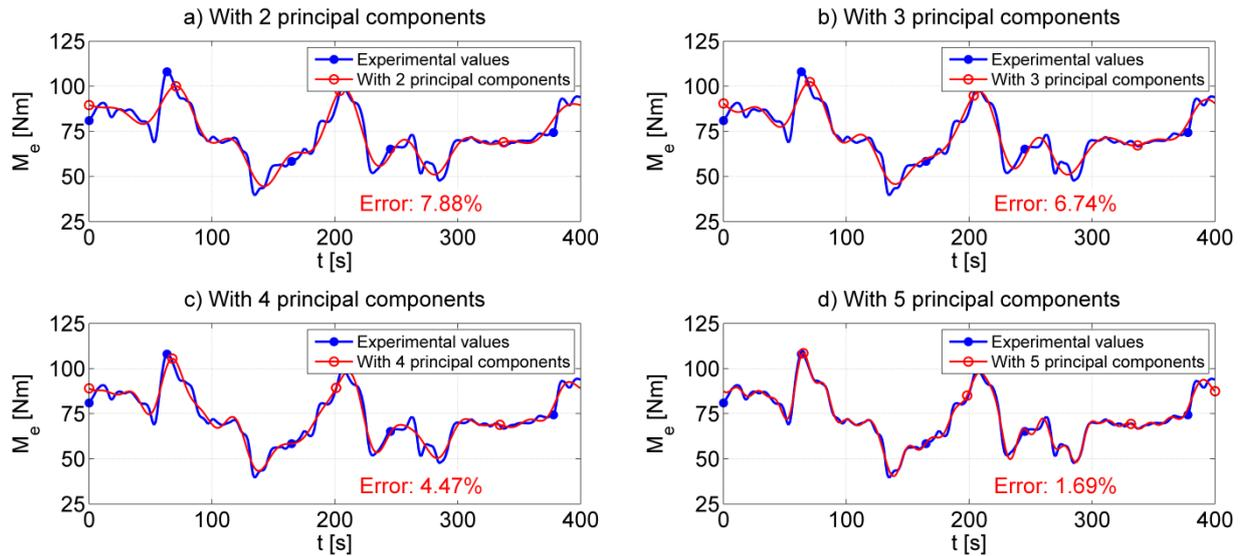 a) With 2 principal components
125
100
75
50
25
M_e [Nm]
Experimental values
With 2 principal components
Error: 7.88%
0 100 200 300 400
t [s]
b) With 3 principal components
125
100
75
50
25
M_e [Nm]
Experimental values
With 3 principal components
Error: 6.74%
0 100 200 300 400
t [s]
c) With 4 principal components
125
100
75
50
25
M_e [Nm]
Experimental values
With 4 principal components
Error: 4.47%
0 100 200 300 400
t [s]
d) With 5 principal components
125
100
75
50
25
M_e [Nm]
Experimental values
With 5 principal components
Error: 1.69%
0 100 200 300 400
t [s]